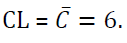 CL = C̄ = 6.